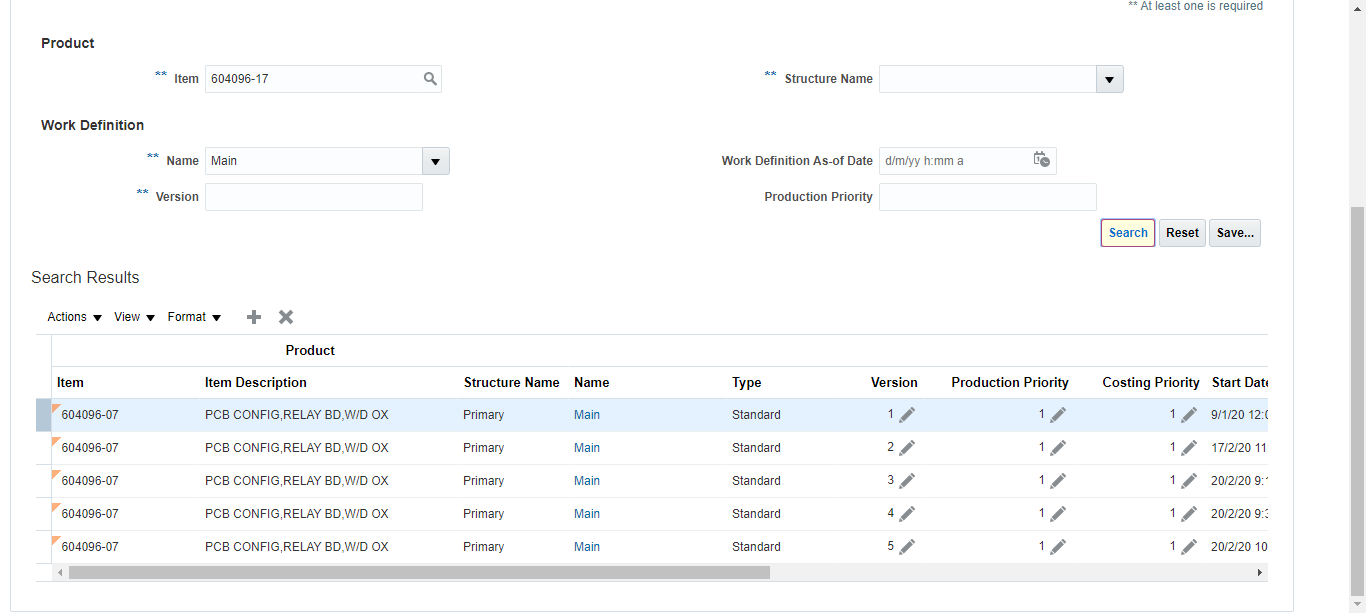 ** At least one is required
Product
** Item 604096-17
** Structure Name
Work Definition
** Name Main
Work Definition As-of Date d/m/yy h:mm a
** Version
Production Priority
Search Reset Save...
Search Results
Actions View Format
Product
Item Item Description Structure Name Name Type Version Production Priority Costing Priority Start Date
604096-07 PCB CONFIG,RELAY BD,W/D OX Primary Main Standard 1 1 1 9/1/20 12:0
604096-07 PCB CONFIG,RELAY BD,W/D OX Primary Main Standard 2 1 1 17/2/20 11
604096-07 PCB CONFIG,RELAY BD,W/D OX Primary Main Standard 3 1 1 20/2/20 9:1
604096-07 PCB CONFIG,RELAY BD,W/D OX Primary Main Standard 4 1 1 20/2/20 9:3
604096-07 PCB CONFIG,RELAY BD,W/D OX Primary Main Standard 5 1 1 20/2/20 10